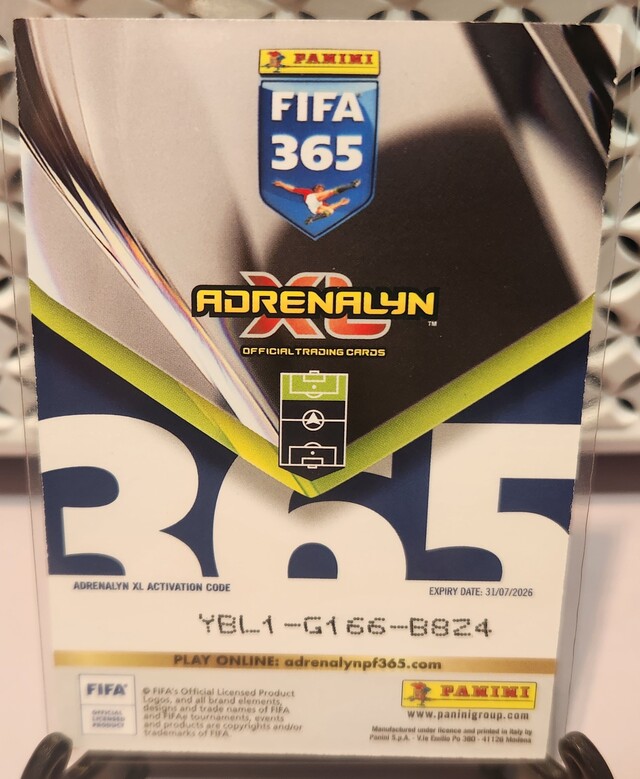 PANINI
FIFA
365
ADRENALYN
XL
™
OFFICIAL TRADING CARDS
365
ADRENALYN XL ACTIVATION CODE
EXPIRY DATE: 31/07/2026
YBL1-G166-B8Z4
PLAY ONLINE: adrenalynpf365.com
FIFA®
OFFICIAL
LICENSED
PRODUCT
© FIFA's Official Licensed Product
Logos, and all brand elements,
designs and trade names of FIFA
and FIFAe tournaments, events
and products are copyrights and/or
trademarks of FIFA
PANINI
www.paninigroup.com
Manufactured under licence and printed in Italy by
Panini S.p.A. - V.le Emilio Po 380 - 41126 Modena